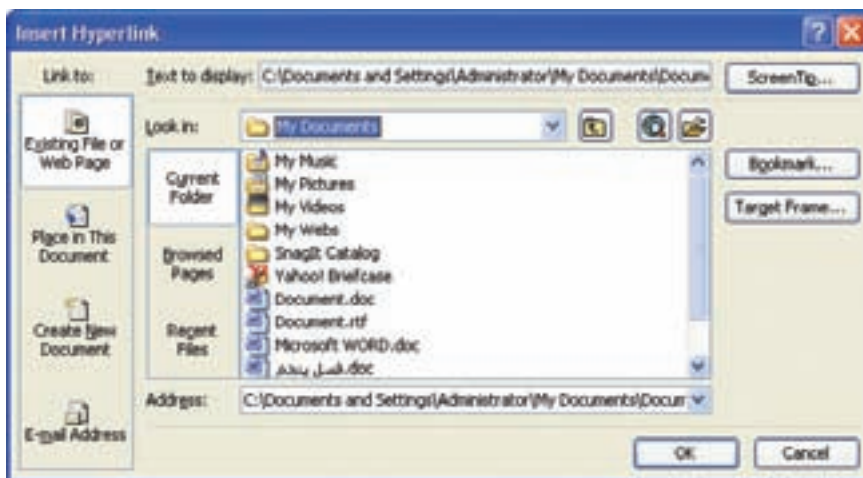 Insert Hyperlink
Link to:
Text to display: C:\Documents and Settings\Administrator\My Documents\Docum
ScreenTip...
Existing File or
Web Page
Place in This
Document
Create New
Document
E-mail Address
Look in:
My Documents
Current
Folder
Browsed
Pages
Recent
Files
My Music
My Pictures
My Videos
My Webs
SnagIt Catalog
Yahoo! Briefcase
Document.doc
Document.rtf
Microsoft WORD.doc
فصل پنجم.doc
Bookmark...
Target Frame...
Address: C:\Documents and Settings\Administrator\My Documents\Docum
OK
Cancel